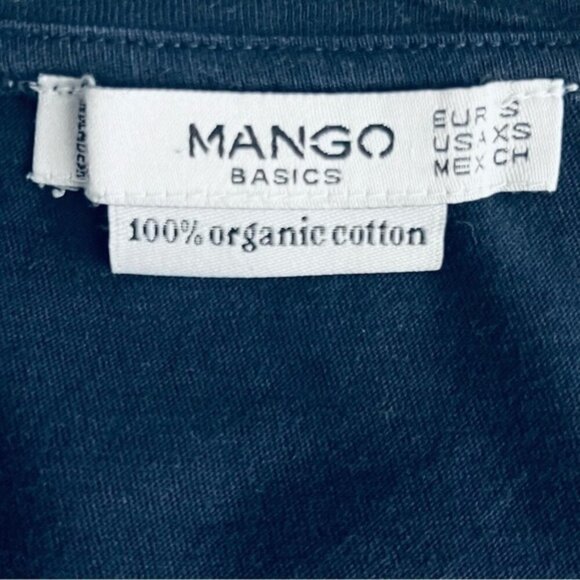 MANGO
BASICS
EUR S
USA XS
MEX CH
100% organic cotton